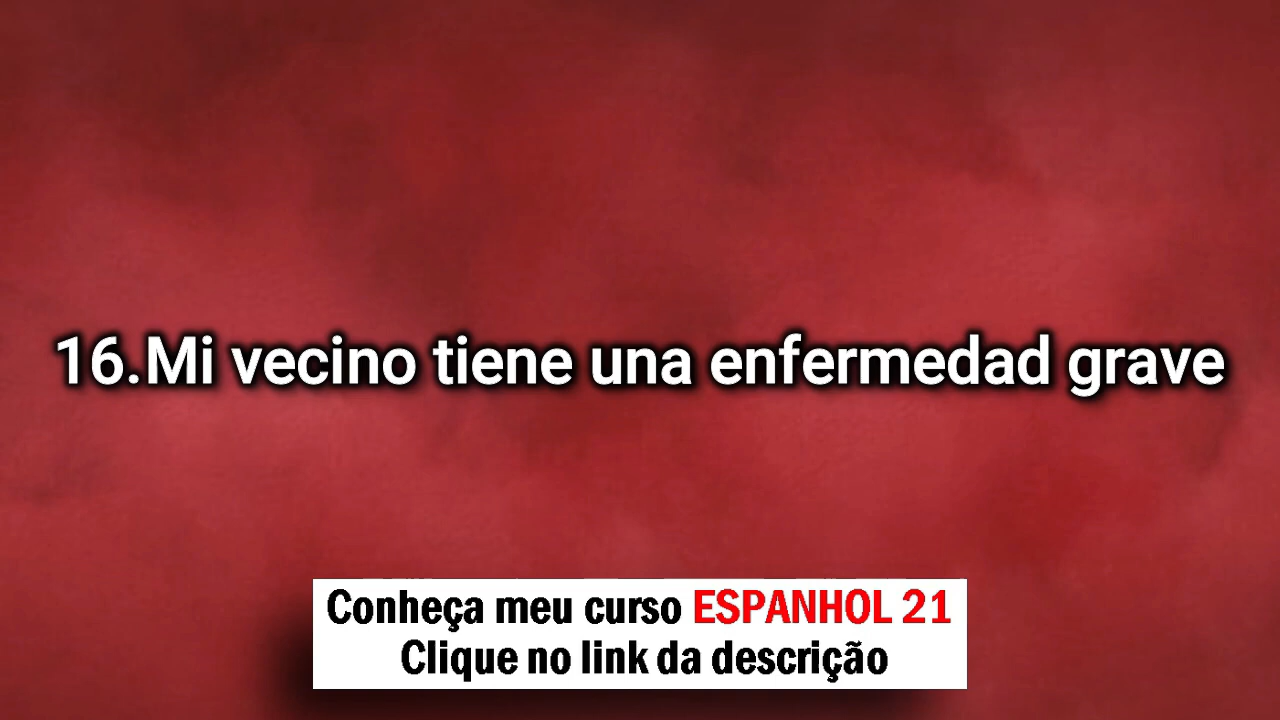 16.Mi vecino tiene una enfermedad grave
Conheça meu curso ESPANHOL 21
Clique no link da descrição